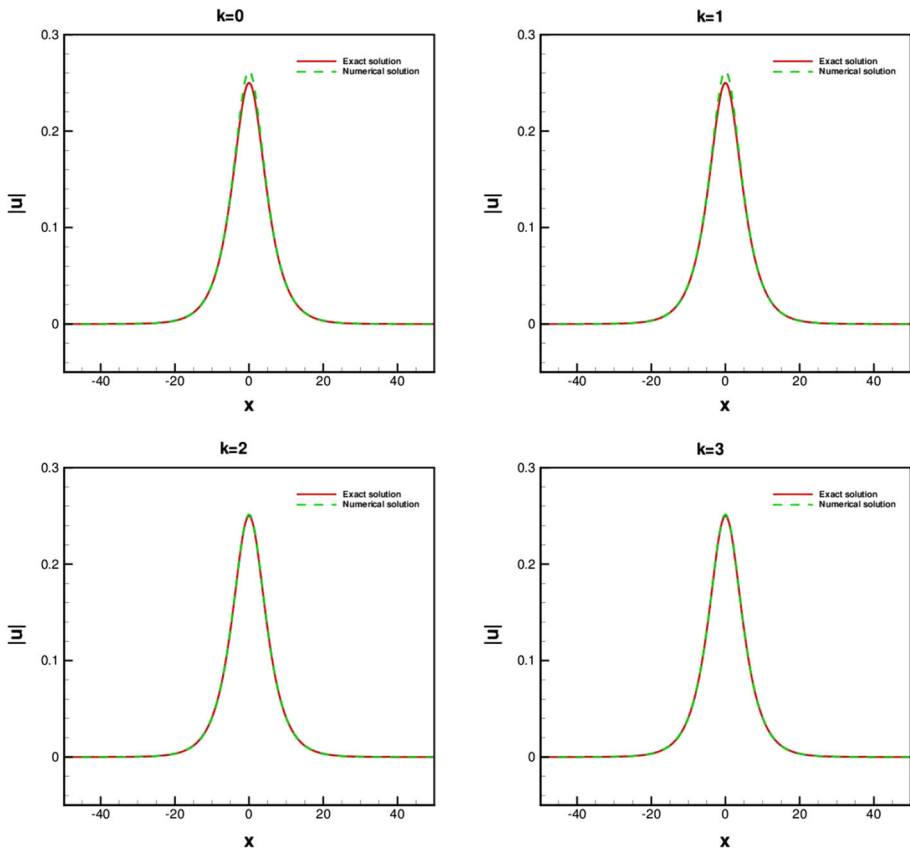 k=0
0.3
Exact solution
Numerical solution
0.2
|u|
0.1
0
-40 -20 0 20 40
x
k=1
0.3
Exact solution
Numerical solution
0.2
|u|
0.1
0
-40 -20 0 20 40
x
k=2
0.3
Exact solution
Numerical solution
0.2
|u|
0.1
0
-40 -20 0 20 40
x
k=3
0.3
Exact solution
Numerical solution
0.2
|u|
0.1
0
-40 -20 0 20 40
x